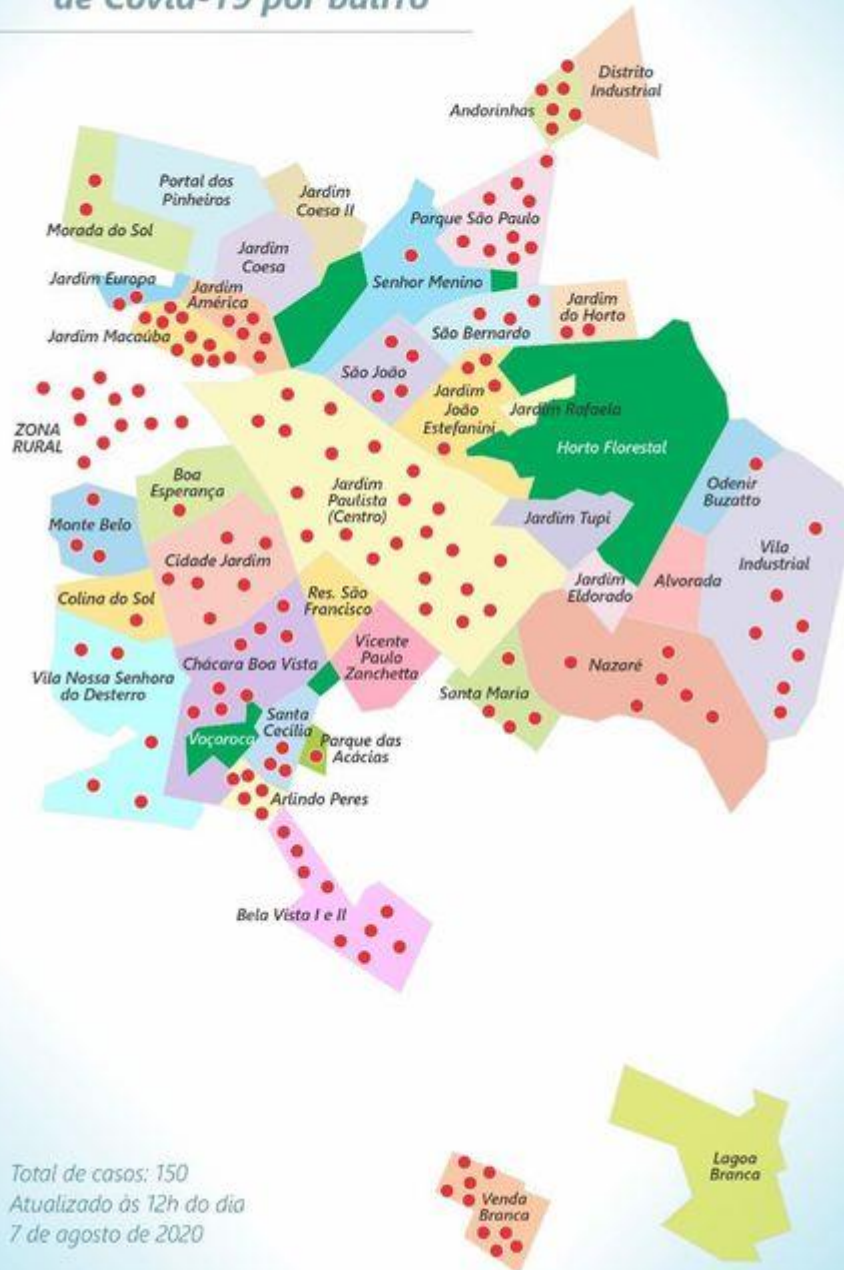 de Covid-19 por bairro
Distrito
Industrial
Andorinhas
Portal dos
Pinheiros
Jardim
Coesa II
Parque São Paulo
Morada do Sol
Jardim
Coesa
Jardim Europa
Senhor Menino
Jardim
América
Jardim
do Horto
Jardim Macaúba
São Bernardo
São João
Jardim
João
Estefanini
Jardim Rafaela
ZONA
RURAL
Horto Florestal
Boa
Esperança
Jardim
Paulista
(Centro)
Odenir
Buzatto
Monte Belo
Jardim Tupi
Vila
Industrial
Cidade Jardim
Jardim
Eldorado
Alvorada
Colina do Sol
Res. São
Francisco
Chácara Boa Vista
Vicente
Paulo
Zanchetta
Nazaré
Vila Nossa Senhora
do Desterro
Santa Maria
Santa
Cecília
Voçoroca
Parque das
Acácias
Arlindo Peres
Bela Vista I e II
Lagoa
Branca
Venda
Branca
Total de casos: 150
Atualizado às 12h do dia
7 de agosto de 2020